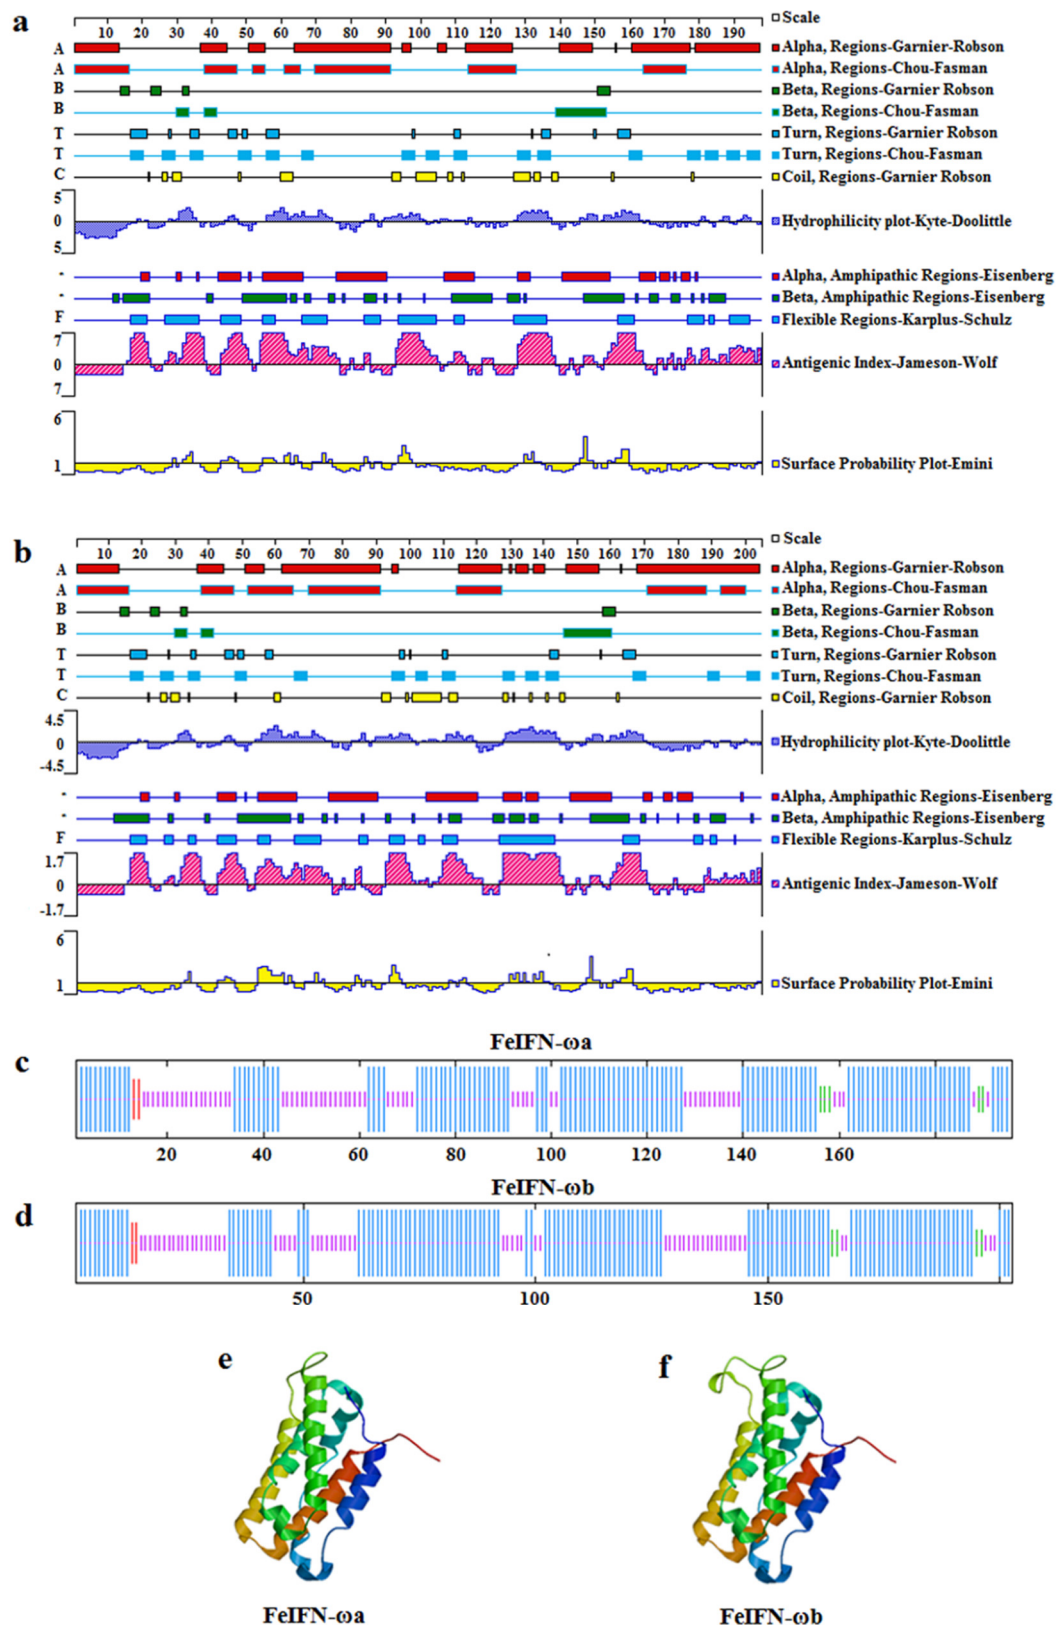 a
Scale
10 20 30 40 50 60 70 80 90 100 110 120 130 140 150 160 170 180 190
A Alpha, Regions-Garnier-Robson
A Alpha, Regions-Chou-Fasman
B Beta, Regions-Garnier Robson
B Beta, Regions-Chou-Fasman
T Turn, Regions-Garnier Robson
T Turn, Regions-Chou-Fasman
C Coil, Regions-Garnier Robson
5
0 Hydrophilicity plot-Kyte-Doolittle
5
- Alpha, Amphipathic Regions-Eisenberg
- Beta, Amphipathic Regions-Eisenberg
F Flexible Regions-Karplus-Schulz
7
0 Antigenic Index-Jameson-Wolf
7
6
1 Surface Probability Plot-Emini
b
Scale
10 20 30 40 50 60 70 80 90 100 110 120 130 140 150 160 170 180 190 200
A Alpha, Regions-Garnier-Robson
A Alpha, Regions-Chou-Fasman
B Beta, Regions-Garnier Robson
B Beta, Regions-Chou-Fasman
T Turn, Regions-Garnier Robson
T Turn, Regions-Chou-Fasman
C Coil, Regions-Garnier Robson
4.5
0 Hydrophilicity plot-Kyte-Doolittle
-4.5
- Alpha, Amphipathic Regions-Eisenberg
- Beta, Amphipathic Regions-Eisenberg
F Flexible Regions-Karplus-Schulz
1.7
0 Antigenic Index-Jameson-Wolf
-1.7
6
1 Surface Probability Plot-Emini
c
FeIFN-ωa
20 40 60 80 100 120 140 160
d
FeIFN-ωb
50 100 150
e
f
FeIFN-ωa
FeIFN-ωb